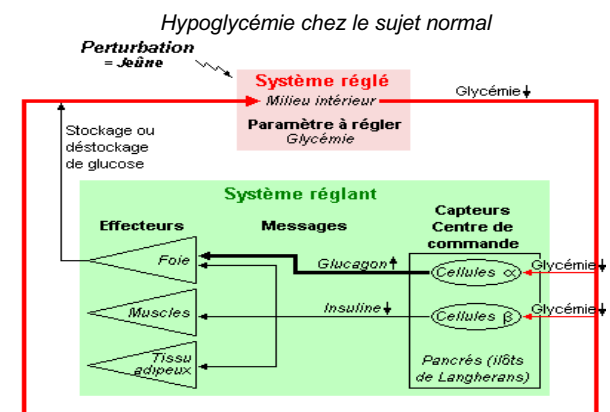 Hypoglycémie chez le sujet normal
Perturbation
= Jeûne
Système réglé
Milieu intérieur
Glycémie↓
Paramètre à régler
Glycémie
Stockage ou
déstockage
de glucose
Système réglant
Effecteurs
Messages
Capteurs
Centre de
commande
Foie
Glucagon↑
Cellules α
Glycémie↓
Muscles
Insuline↓
Cellules β
Glycémie↓
Tissu
adipeux
Pancrés (ilôts
de Langherans)